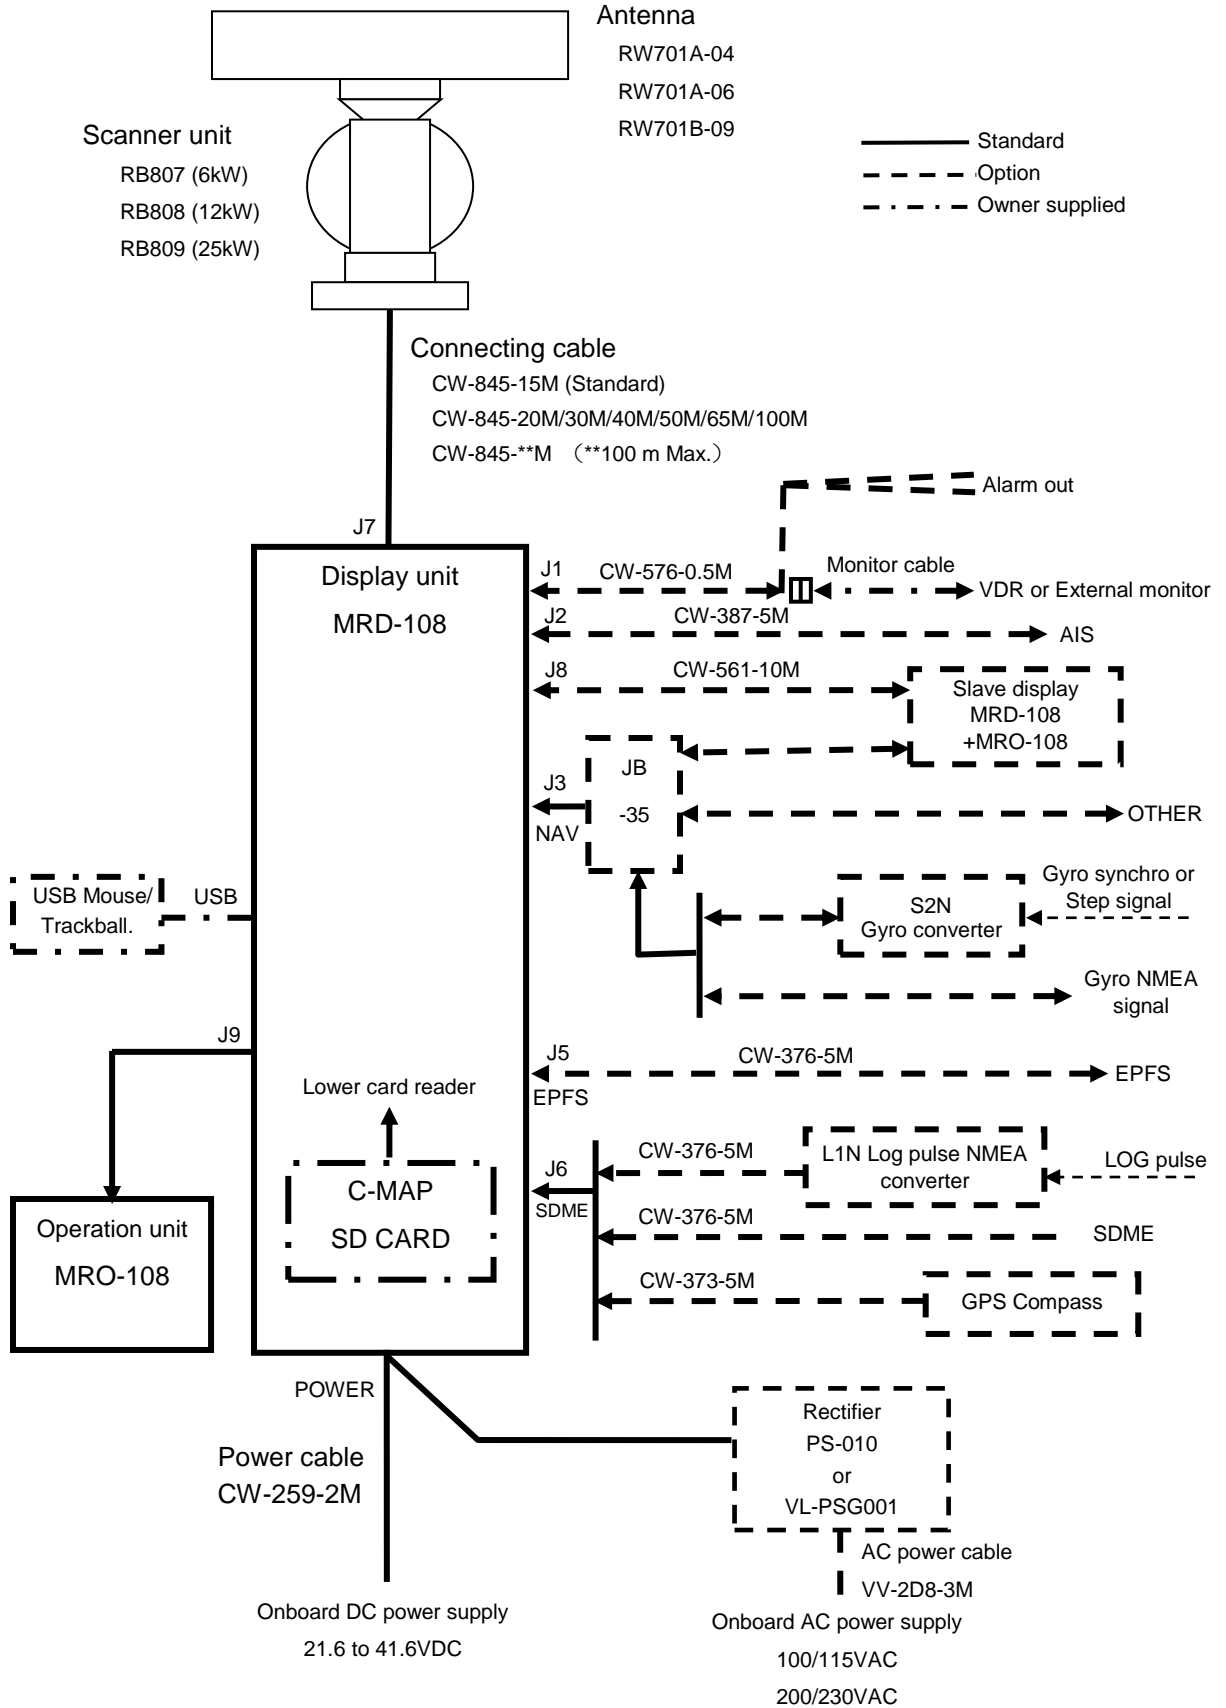 Antenna
RW701A-04
RW701A-06
RW701B-09
Scanner unit
RB807 (6kW)
RB808 (12kW)
RB809 (25kW)
Standard
Option
Owner supplied
Connecting cable
CW-845-15M (Standard)
CW-845-20M/30M/40M/50M/65M/100M
CW-845-**M （**100 m Max.）
J7
Display unit
MRD-108
Alarm out
J1
CW-576-0.5M
Monitor cable
VDR or External monitor
J2
CW-387-5M
AIS
J8
CW-561-10M
Slave display
MRD-108
+MRO-108
J3
NAV
JB
-35
OTHER
USB Mouse/
Trackball.
USB
S2N
Gyro converter
Gyro synchro or
Step signal
Gyro NMEA
signal
J9
J5
EPFS
CW-376-5M
EPFS
Lower card reader
C-MAP
SD CARD
J6
SDME
CW-376-5M
L1N Log pulse NMEA
converter
LOG pulse
CW-376-5M
SDME
CW-373-5M
GPS Compass
Operation unit
MRO-108
POWER
Power cable
CW-259-2M
Rectifier
PS-010
or
VL-PSG001
AC power cable
VV-2D8-3M
Onboard DC power supply
21.6 to 41.6VDC
Onboard AC power supply
100/115VAC
200/230VAC